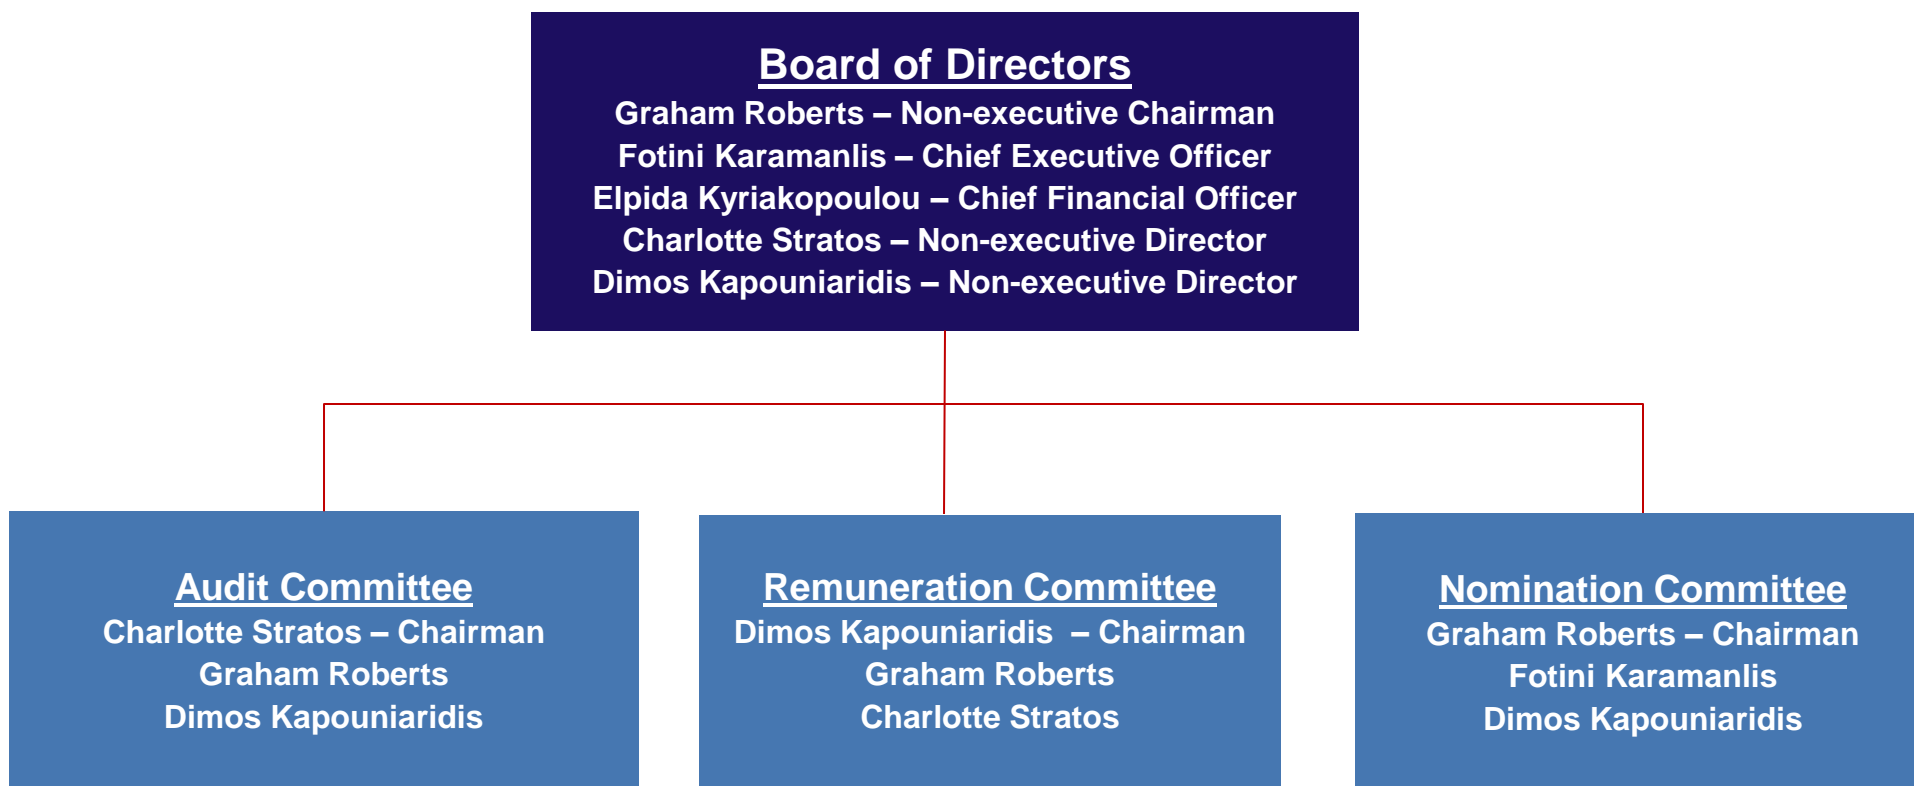 Board of Directors
Graham Roberts – Non-executive Chairman
Fotini Karamanlis – Chief Executive Officer
Elpida Kyriakopoulou – Chief Financial Officer
Charlotte Stratos – Non-executive Director
Dimos Kapouniaridis – Non-executive Director
Audit Committee
Charlotte Stratos – Chairman
Graham Roberts
Dimos Kapouniaridis
Remuneration Committee
Dimos Kapouniaridis – Chairman
Graham Roberts
Charlotte Stratos
Nomination Committee
Graham Roberts – Chairman
Fotini Karamanlis
Dimos Kapouniaridis